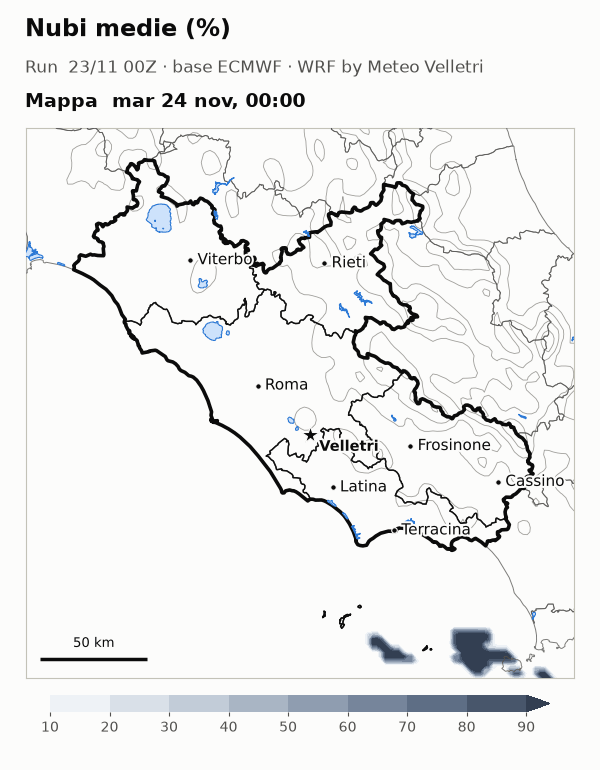 Nubi medie (%)
Run  23/11 00Z · base ECMWF · WRF by Meteo Velletri
Mappa  mar 24 nov, 00:00
Viterbo
Rieti
Roma
Velletri
Frosinone
Latina
Cassino
Terracina
50 km
10 20 30 40 50 60 70 80 90